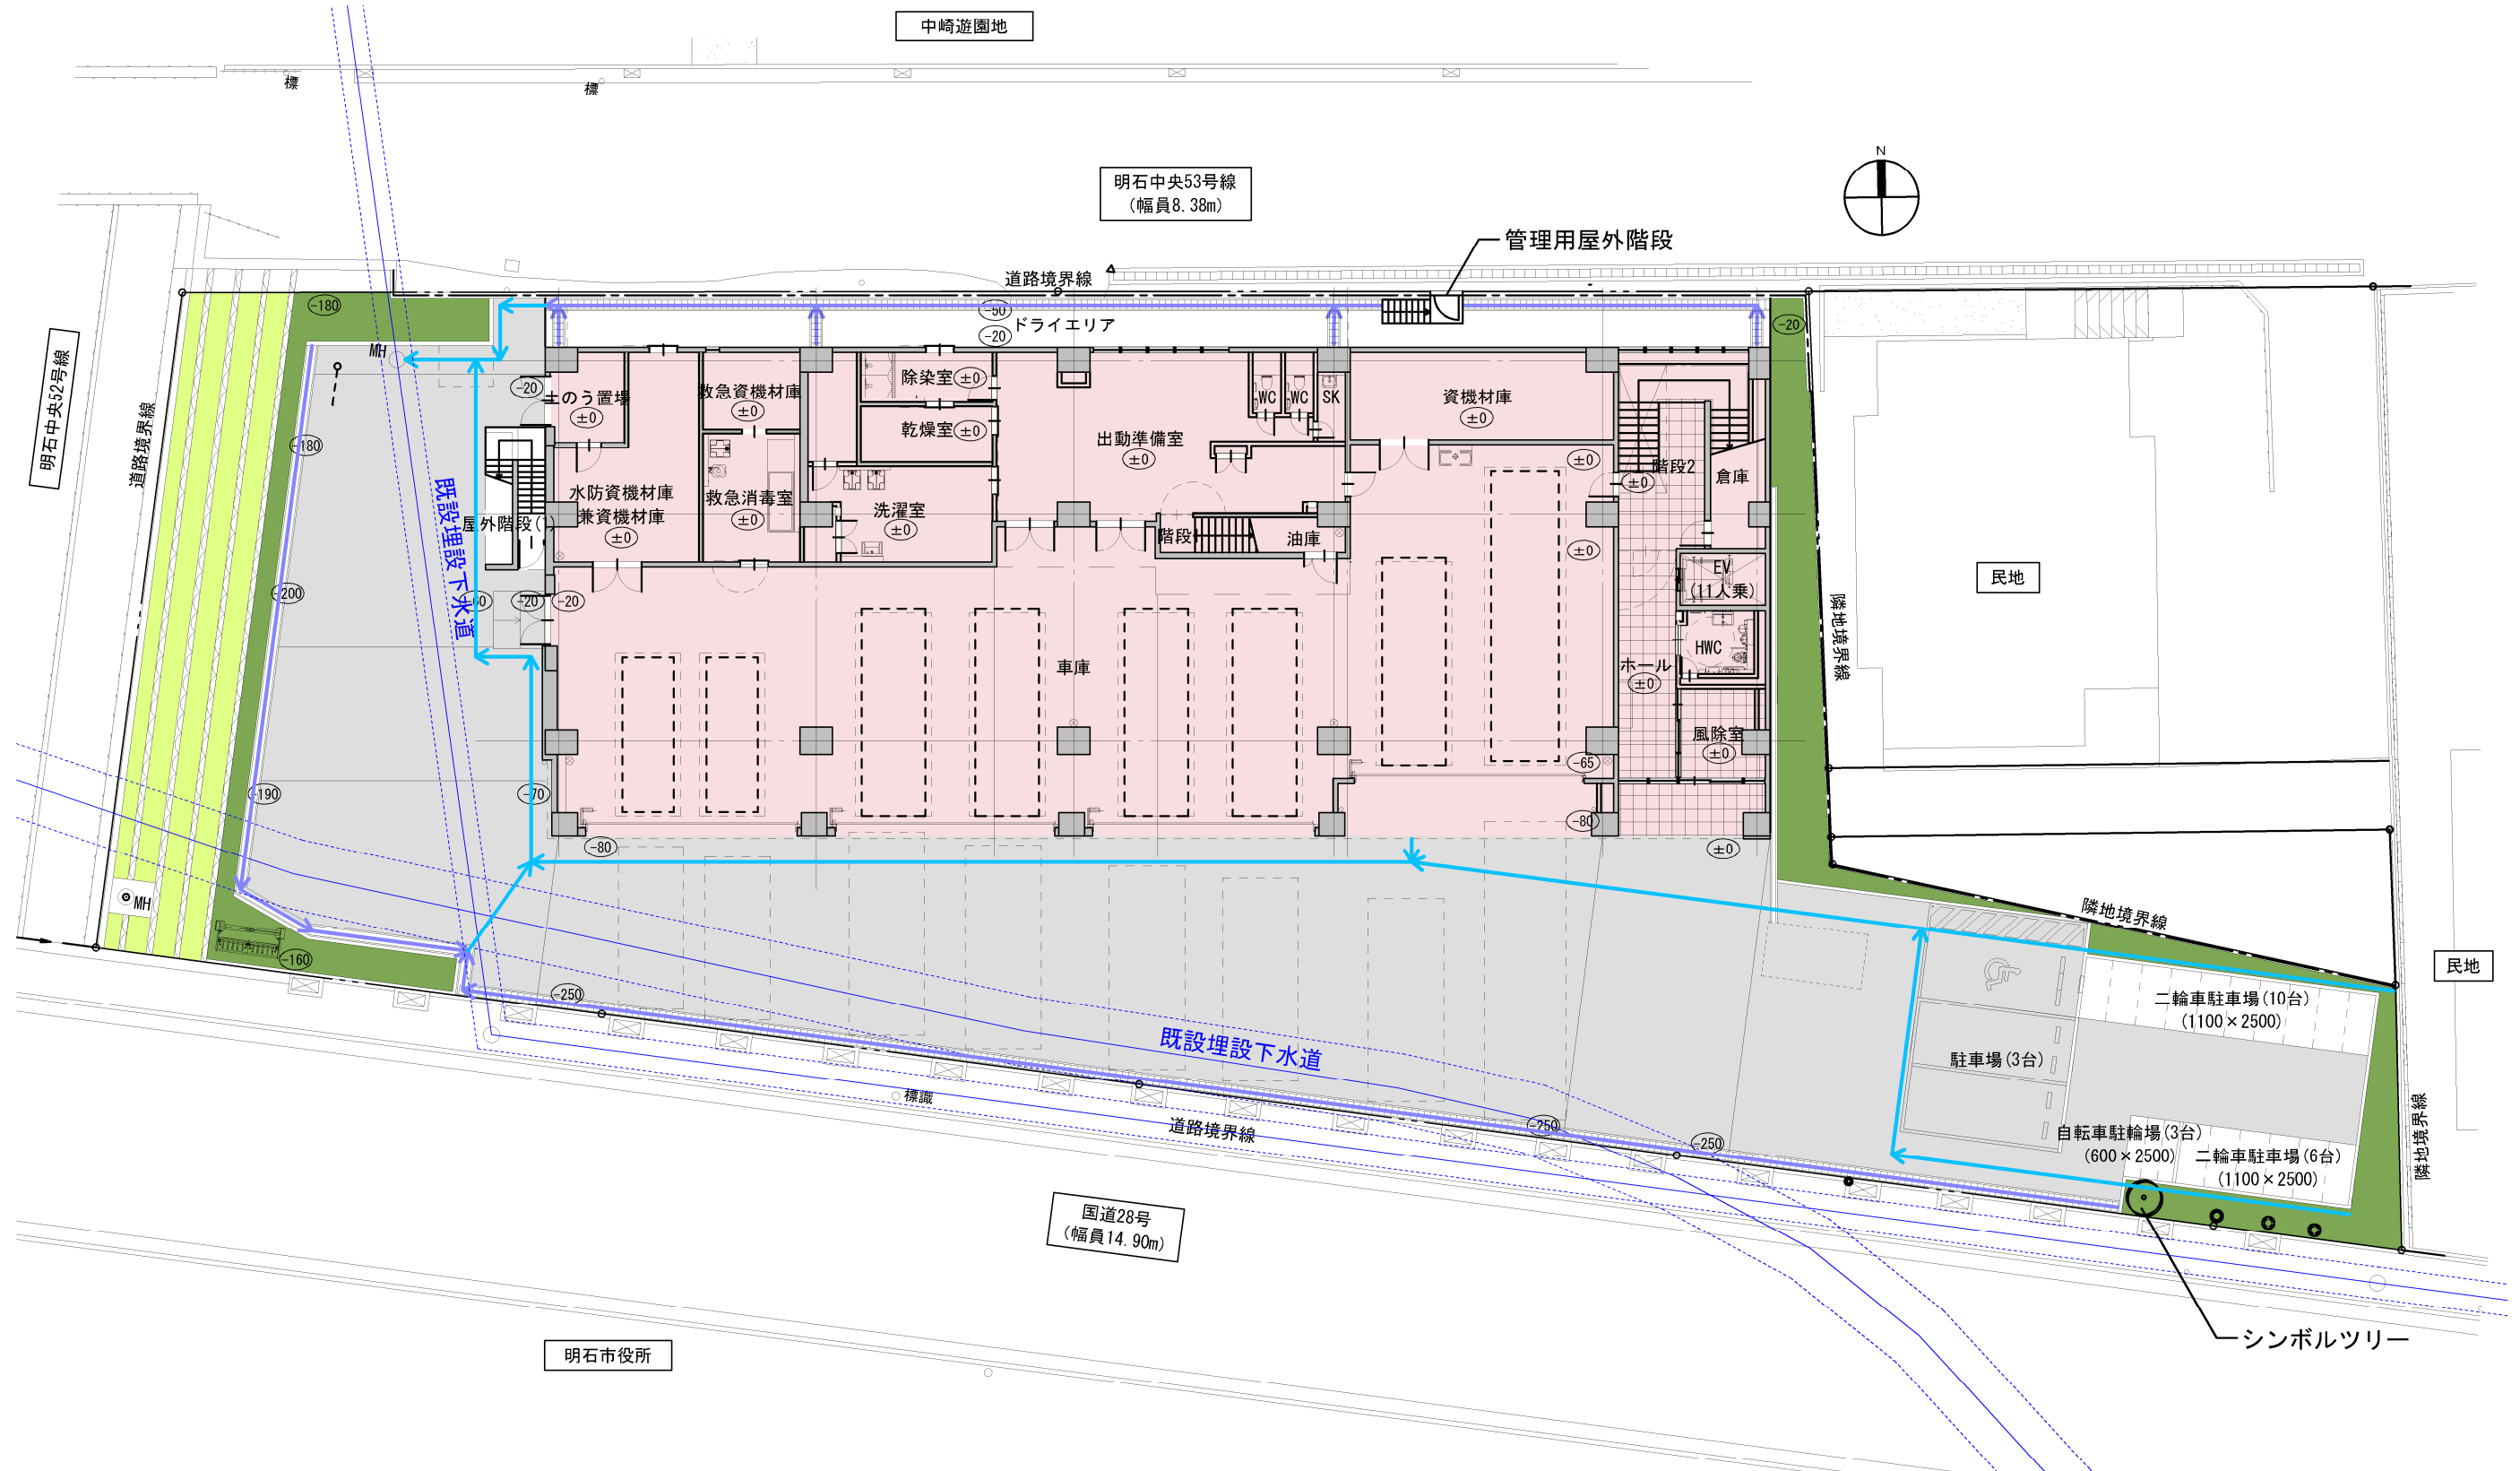 中崎遊園地
標
標
明石中央53号線
(幅員8.38m)
N
管理用屋外階段
道路境界線
-180
-50
ドライエリア
-20
-20
MH
明石中央52号線
道路境界線
-20
土のう置場
±0
救急資機材庫
±0
除染室
±0
乾燥室
±0
出動準備室
±0
WC
WC
SK
資機材庫
±0
-180
既設埋設下水道
屋外階段(1)
水防資機材庫
兼資機材庫
±0
救急消毒室
±0
洗濯室
±0
階段1
油庫
±0
±0
階段2
±0
倉庫
EV
(11人乗)
民地
隣地境界線
-200
-60
-20
-20
車庫
ホール
±0
HWC
風除室
±0
-65
-190
-70
-80
-80
±0
MH
-160
-250
隣地境界線
民地
二輪車駐車場(10台)
(1100×2500)
既設埋設下水道
駐車場(3台)
標識
道路境界線
-250
-250
自転車駐輪場(3台)
(600×2500)
二輪車駐車場(6台)
(1100×2500)
隣地境界線
国道28号
(幅員14.90m)
シンボルツリー
明石市役所